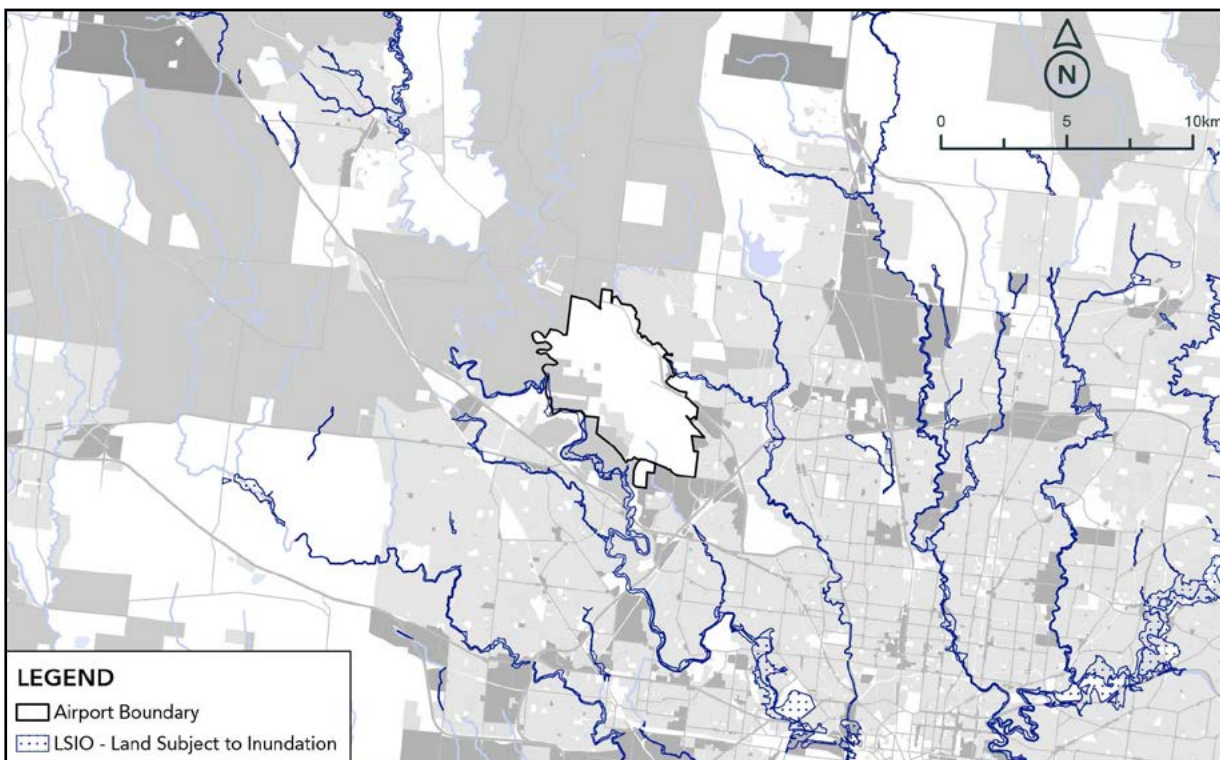 N
0 5 10km
LEGEND
Airport Boundary
LSIO - Land Subject to Inundation